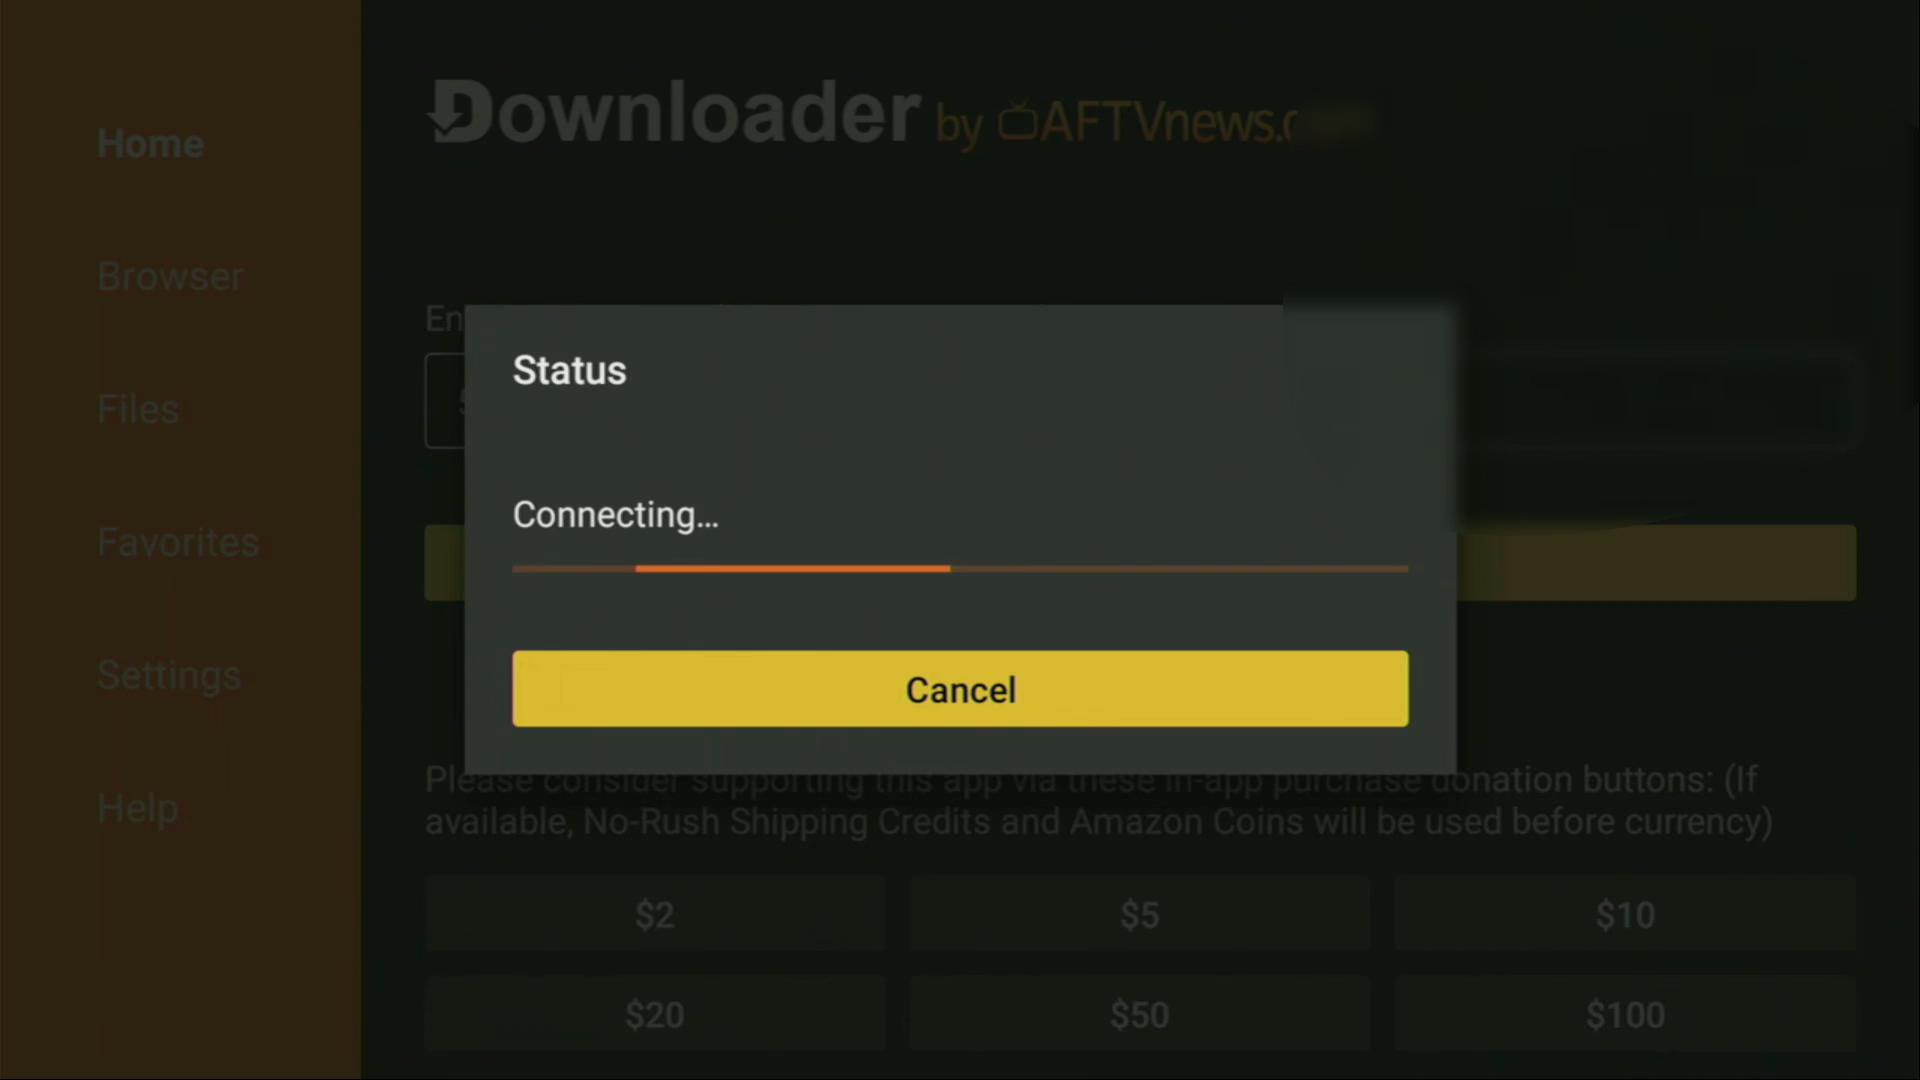 Downloader by AFTVnews.
Home
Browser
Files
Favorites
Settings
Help
En
Status
Connecting...
Cancel
Please consider supporting this app via these in-app purchase donation buttons: (If
available, No-Rush Shipping Credits and Amazon Coins will be used before currency)
$2
$5
$10
$20
$50
$100